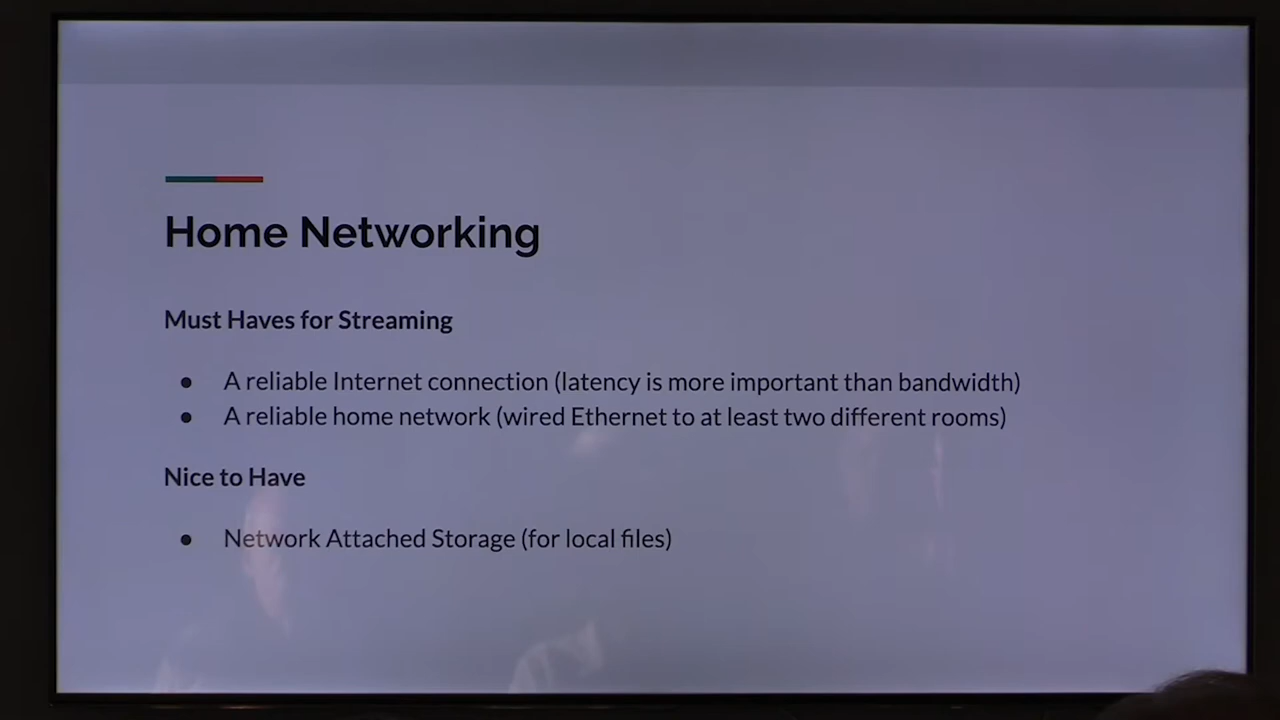 Home Networking
Must Haves for Streaming
● A reliable Internet connection (latency is more important than bandwidth)
● A reliable home network (wired Ethernet to at least two different rooms)
Nice to Have
● Network Attached Storage (for local files)